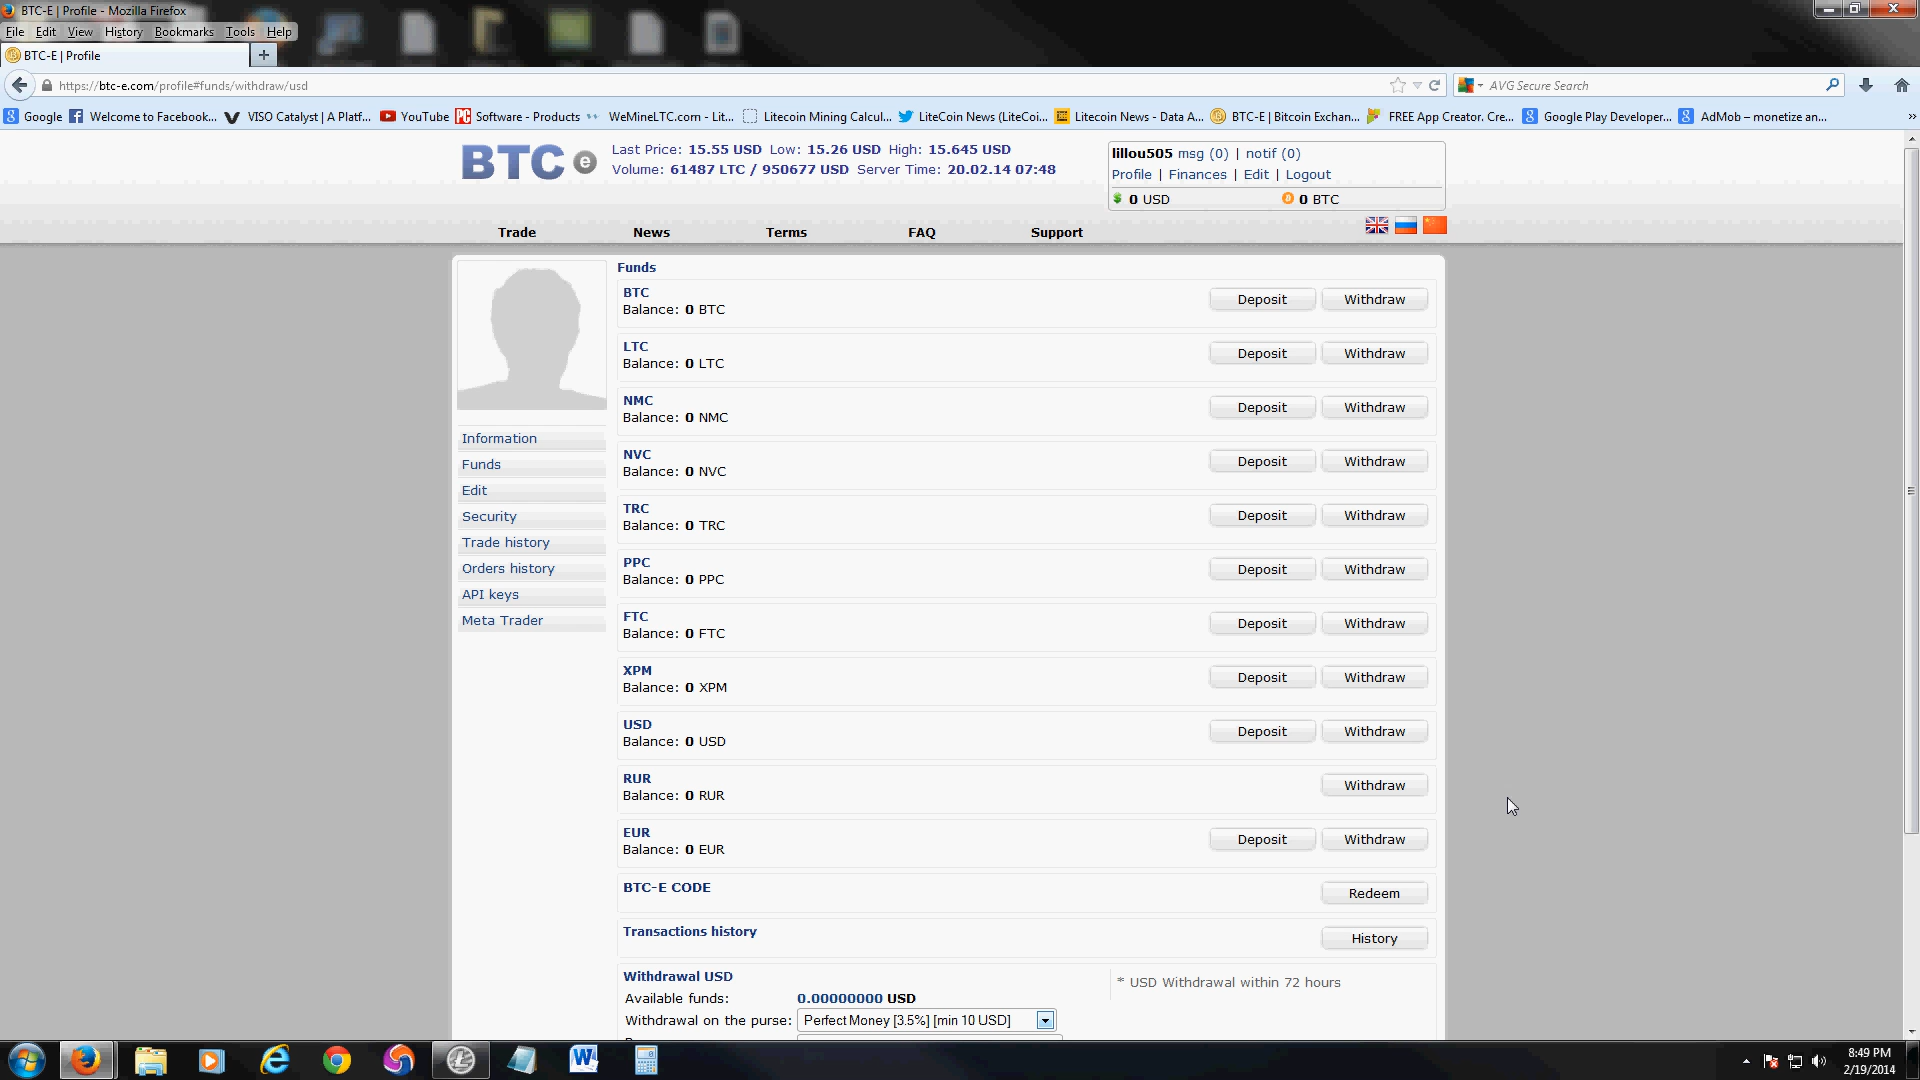 BTC-E | Profile - Mozilla Firefox
File Edit View History Bookmarks Tools Help
BTC-E | Profile +
https://btc-e.com/profile#funds/withdraw/usd
AVG Secure Search
Google Welcome to Facebook... VISO Catalyst | A Platf... YouTube Software - Products WeMineLTC.com - Lit... Litecoin Mining Calcul... LiteCoin News (LiteCoi... Litecoin News - Data A... BTC-E | Bitcoin Exchan... FREE App Creator. Cre... Google Play Developer... AdMob – monetize an... »
BTC e
Last Price: 15.55 USD Low: 15.26 USD High: 15.645 USD
Volume: 61487 LTC / 950677 USD Server Time: 20.02.14 07:48
lillou505 msg (0) | notif (0)
Profile | Finances | Edit | Logout
0 USD 0 BTC
Trade News Terms FAQ Support
Information
Funds
Edit
Security
Trade history
Orders history
API keys
Meta Trader
Funds
BTC
Balance: 0 BTC
Deposit Withdraw
LTC
Balance: 0 LTC
Deposit Withdraw
NMC
Balance: 0 NMC
Deposit Withdraw
NVC
Balance: 0 NVC
Deposit Withdraw
TRC
Balance: 0 TRC
Deposit Withdraw
PPC
Balance: 0 PPC
Deposit Withdraw
FTC
Balance: 0 FTC
Deposit Withdraw
XPM
Balance: 0 XPM
Deposit Withdraw
USD
Balance: 0 USD
Deposit Withdraw
RUR
Balance: 0 RUR
Withdraw
EUR
Balance: 0 EUR
Deposit Withdraw
BTC-E CODE
Redeem
Transactions history
History
Withdrawal USD
Available funds: 0.00000000 USD
Withdrawal on the purse: Perfect Money [3.5%] [min 10 USD]
* USD Withdrawal within 72 hours
8:49 PM
2/19/2014